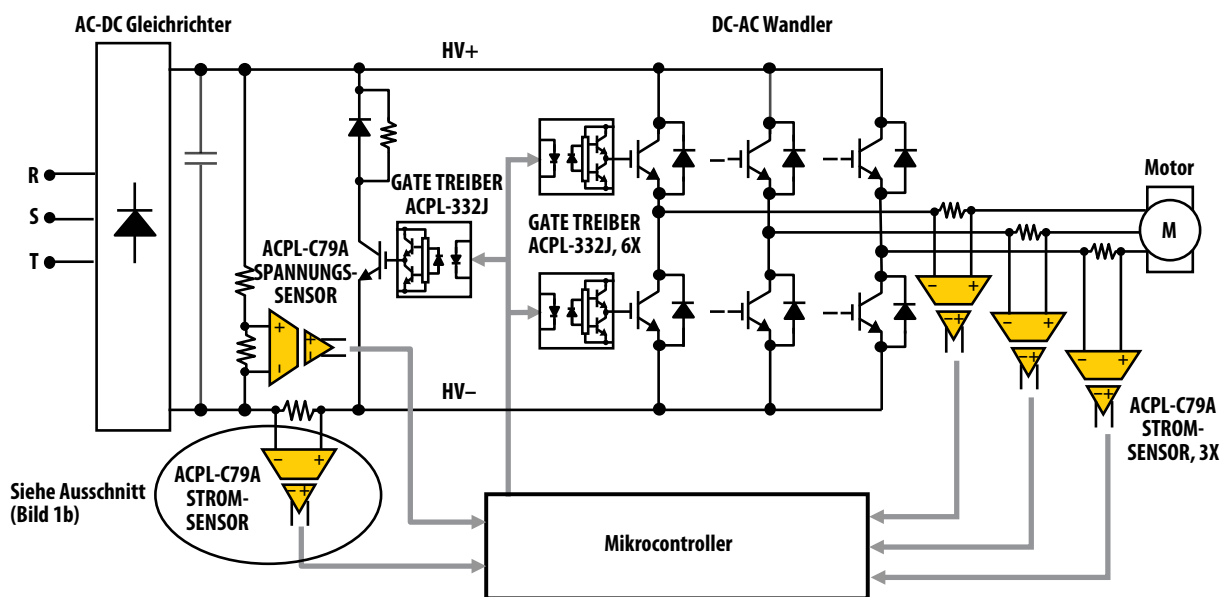 AC-DC Gleichrichter
DC-AC Wandler
HV+
R
S
T
GATE TREIBER
ACPL-332J
ACPL-C79A
SPANNUNGS-
SENSOR
+
−
+
−
GATE TREIBER
ACPL-332J, 6X
Motor
M
− +
−+
− +
−+
− +
−+
HV−
ACPL-C79A
STROM-
SENSOR, 3X
− +
−+
ACPL-C79A
STROM-
SENSOR
Siehe Ausschnitt
(Bild 1b)
Mikrocontroller